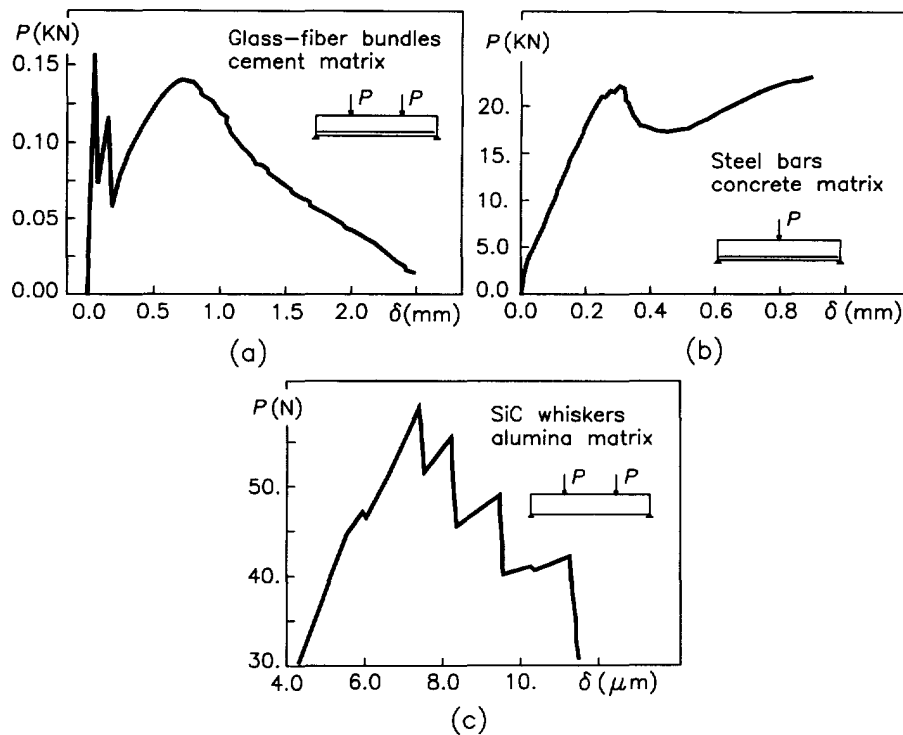 P(KN)
Glass-fiber bundles
cement matrix
0.15
P P
0.10
0.05
0.00
0.0 0.5 1.0 1.5 2.0 δ(mm)
(a)
P(KN)
20.
15.
Steel bars
concrete matrix
10.
P
5.0
0.0
0.0 0.2 0.4 0.6 0.8 δ(mm)
(b)
P(N)
SiC whiskers
alumina matrix
P P
50.
40.
30.
4.0 6.0 8.0 10. δ(μm)
(c)